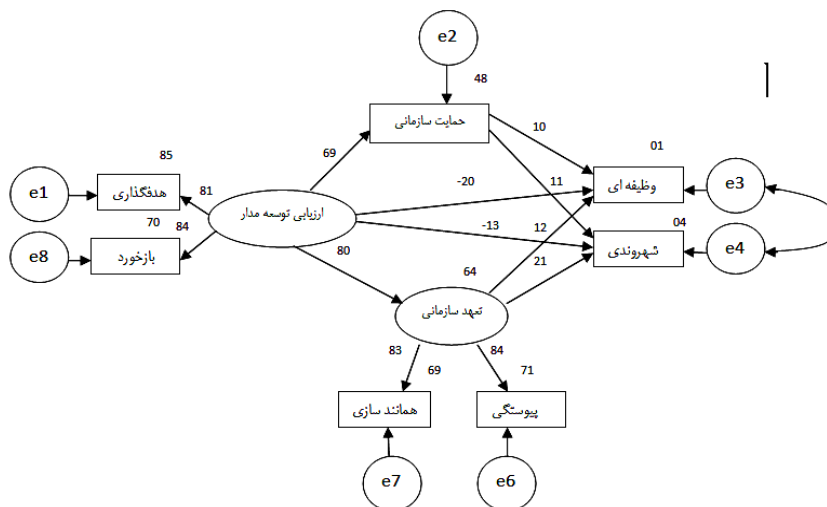 e2
48
حمایت سازمانی
10
01
85
69
e1
هدفگذاری
81
-20
11
وظیفه ای
e3
ارزیابی توسعه مدار
70
84
-13
12
04
e8
بازخورد
80
64
21
شهروندی
e4
تعهد سازمانی
83
84
69
71
همانند سازی
پیوستگی
e7
e6